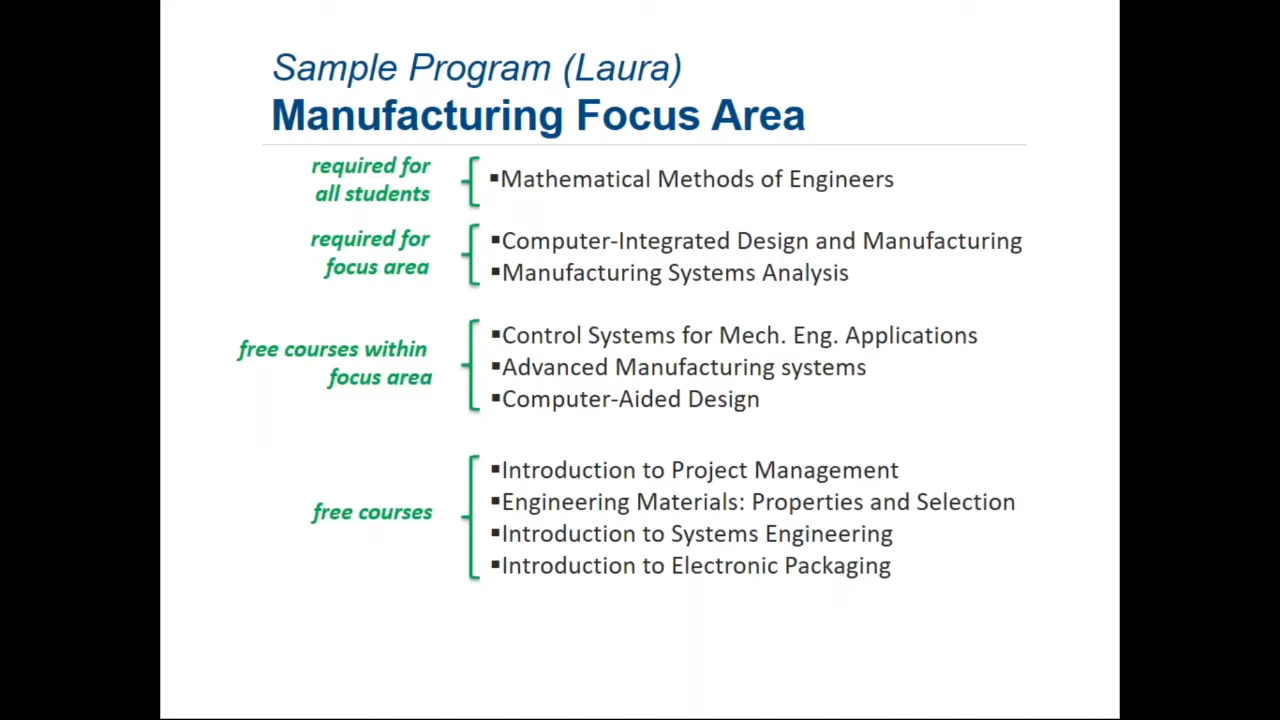 Sample Program (Laura)
Manufacturing Focus Area
required for
all students
▪Mathematical Methods of Engineers
required for
focus area
▪Computer-Integrated Design and Manufacturing
▪Manufacturing Systems Analysis
free courses within
focus area
▪Control Systems for Mech. Eng. Applications
▪Advanced Manufacturing systems
▪Computer-Aided Design
free courses
▪Introduction to Project Management
▪Engineering Materials: Properties and Selection
▪Introduction to Systems Engineering
▪Introduction to Electronic Packaging